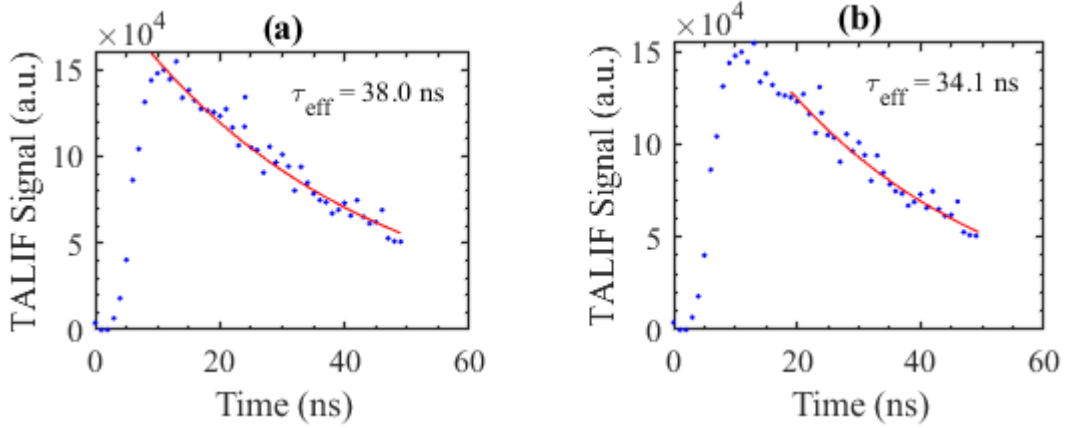 (a)
×10⁴
τeff = 38.0 ns
TALIF Signal (a.u.)
15
10
5
0
0 20 40 60
Time (ns)
(b)
×10⁴
τeff = 34.1 ns
TALIF Signal (a.u.)
15
10
5
0
0 20 40 60
Time (ns)